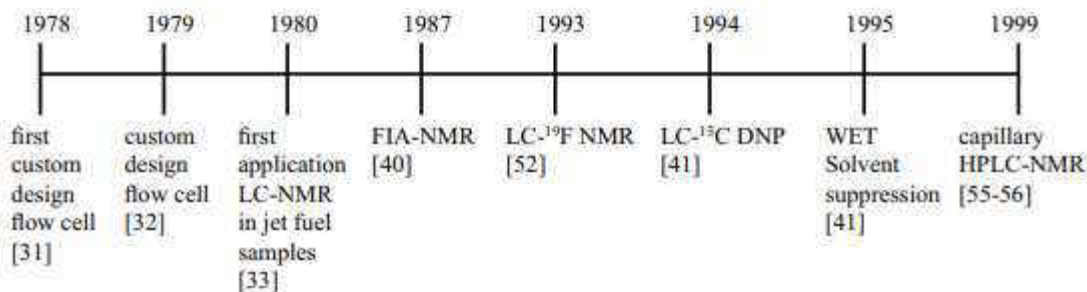 1978 1979 1980 1987 1993 1994 1995 1999
first
custom
design
flow cell
[31]
custom
design
flow cell
[32]
first
application
LC-NMR
in jet fuel
samples
[33]
FIA-NMR
[40]
LC-¹⁹F NMR
[52]
LC-¹³C DNP
[41]
WET
Solvent
suppression
[41]
capillary
HPLC-NMR
[55-56]